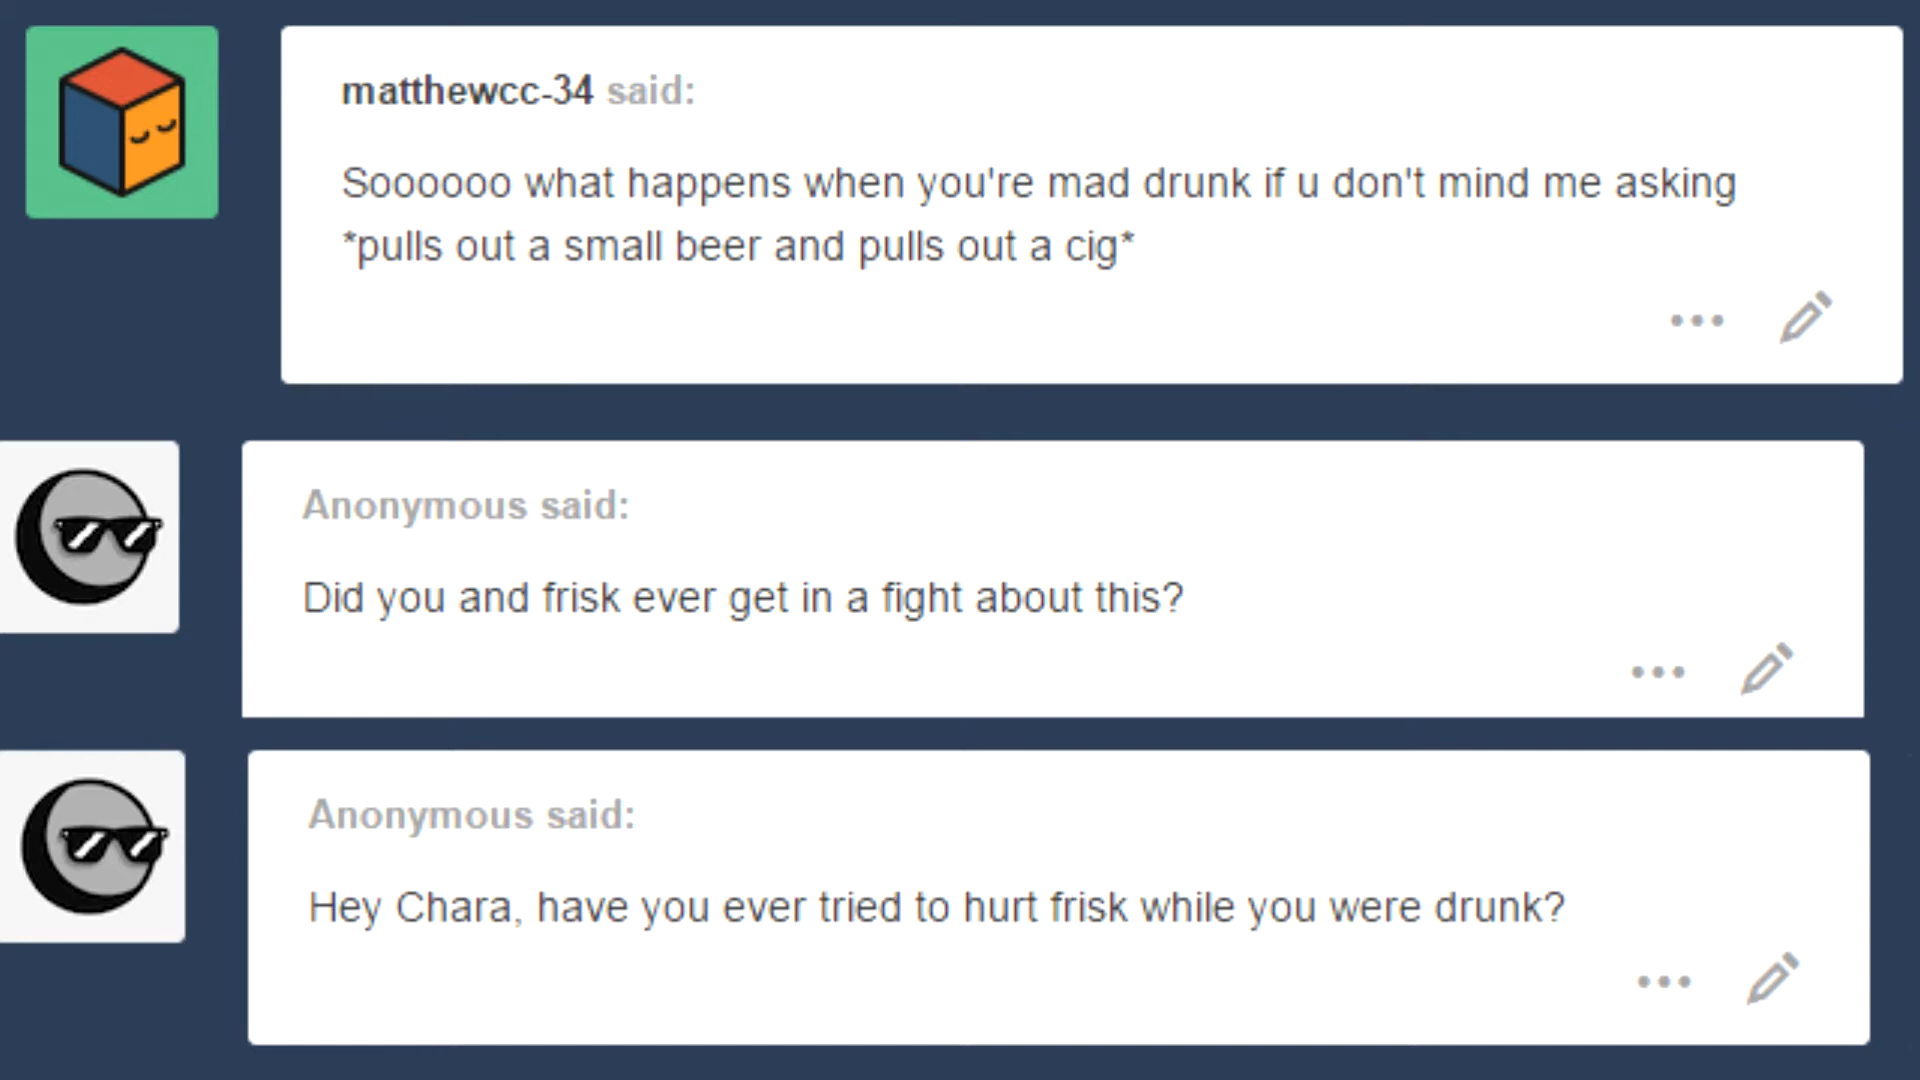 matthewcc-34 said:
Soooooo what happens when you're mad drunk if u don't mind me asking
*pulls out a small beer and pulls out a cig*
Anonymous said:
Did you and frisk ever get in a fight about this?
Anonymous said:
Hey Chara, have you ever tried to hurt frisk while you were drunk?